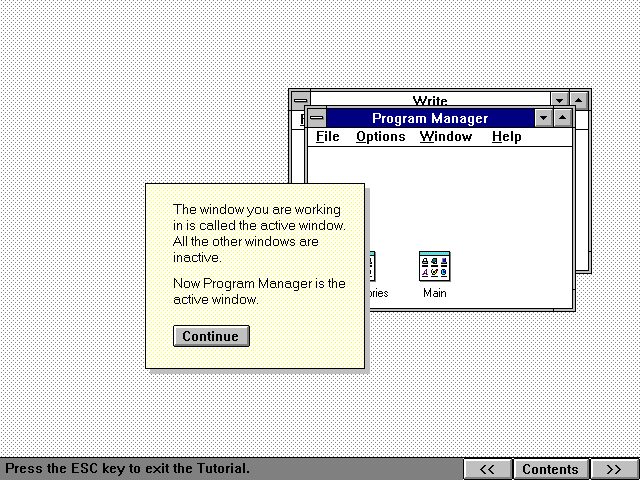 Write
F
Program Manager
File Options Window Help
The window you are working
in is called the active window.
All the other windows are
inactive.
Now Program Manager is the
active window.
Continue
ories
Main
Press the ESC key to exit the Tutorial.
<< Contents >>